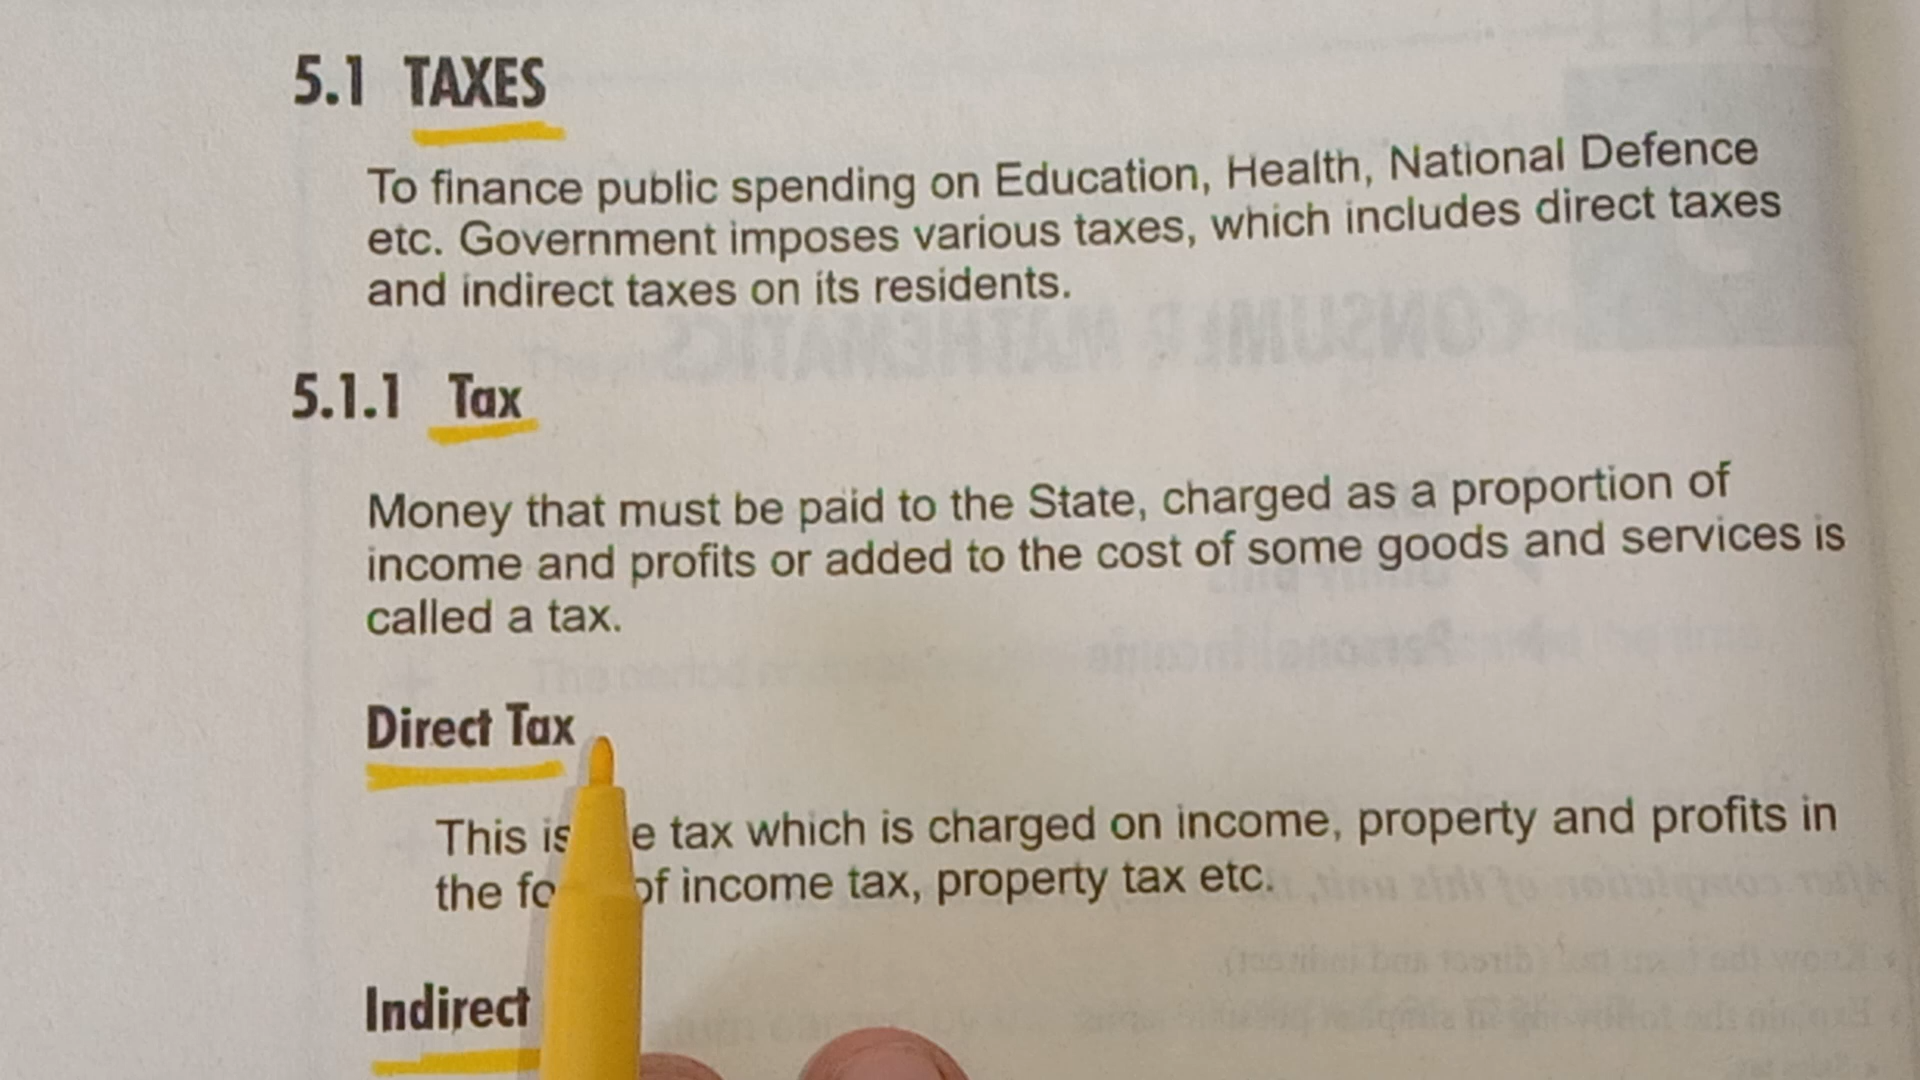 5.1 TAXES
To finance public spending on Education, Health, National Defence
etc. Government imposes various taxes, which includes direct taxes
and indirect taxes on its residents.
5.1.1 Tax
Money that must be paid to the State, charged as a proportion of
income and profits or added to the cost of some goods and services is
called a tax.
Direct Tax
This is tax which is charged on income, property and profits in
the of income tax, property tax etc.
Indirect